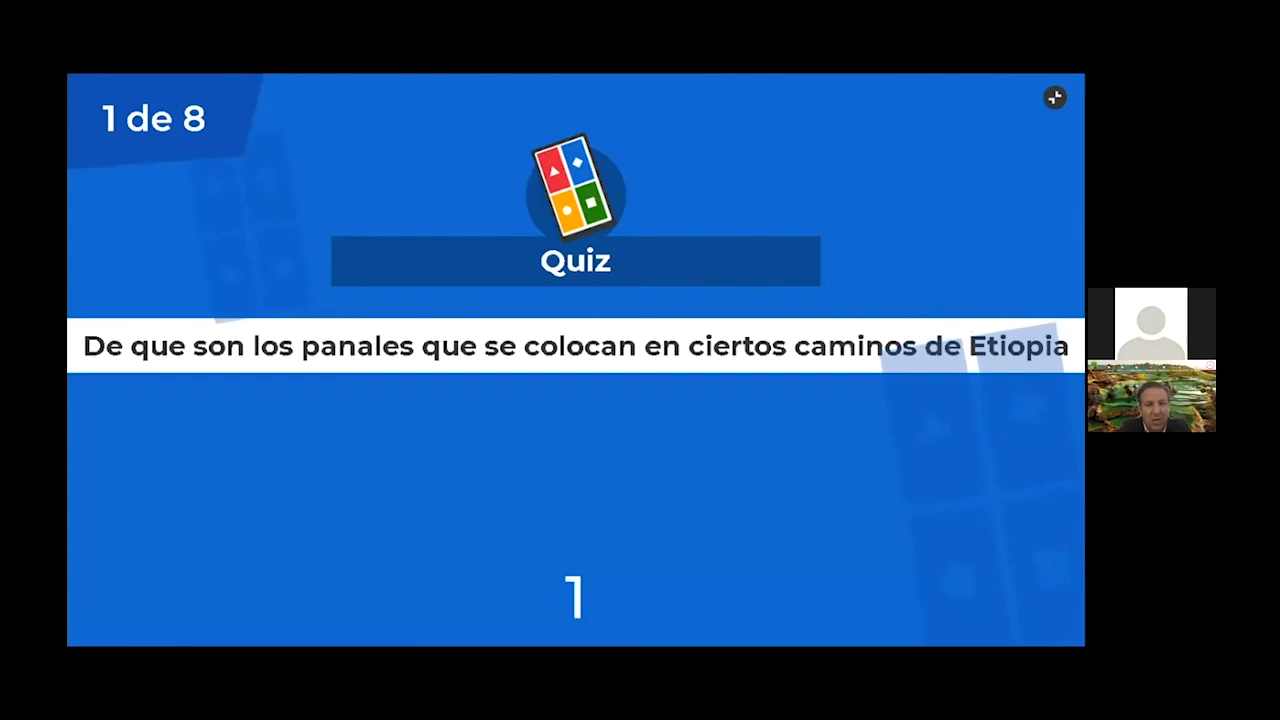 1 de 8
Quiz
De que son los panales que se colocan en ciertos caminos de Etiopia
1